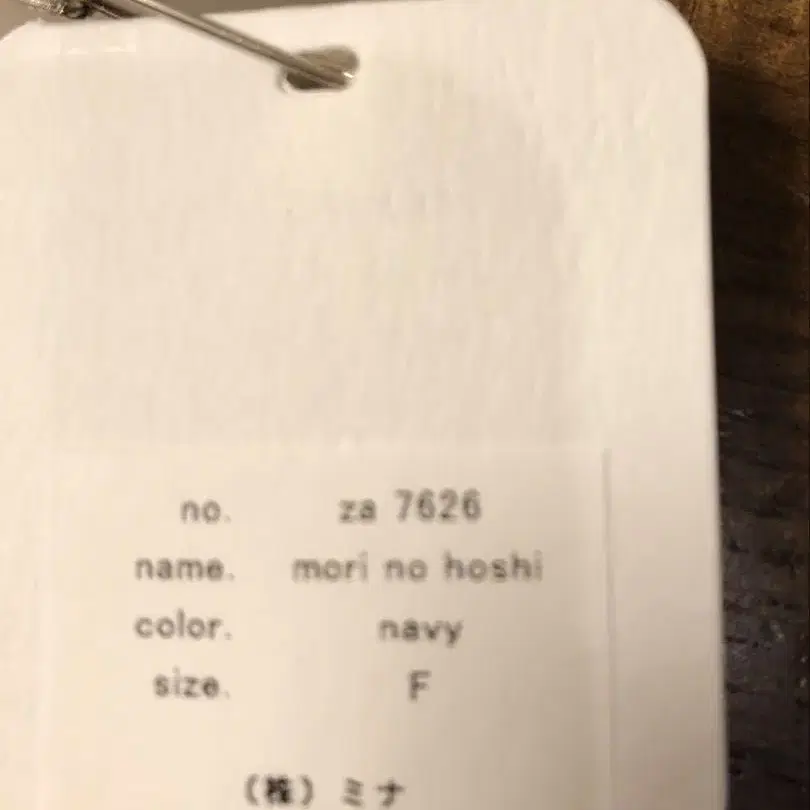 no. za 7626
name. mori no hoshi
color. navy
size. F
(株) ミナ